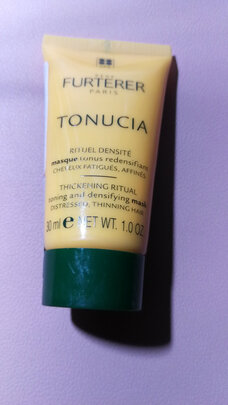 RENE
FURTERER
PARIS
TONUCIA
RITUEL DENSITÉ
masque tonus redensifiant
CHEVEUX FATIGUÉS, AFFINÉS
THICKENING RITUAL
toning and densifying mask
DISTRESSED, THINNING HAIR
30 ml e NET WT. 1.0 OZ.